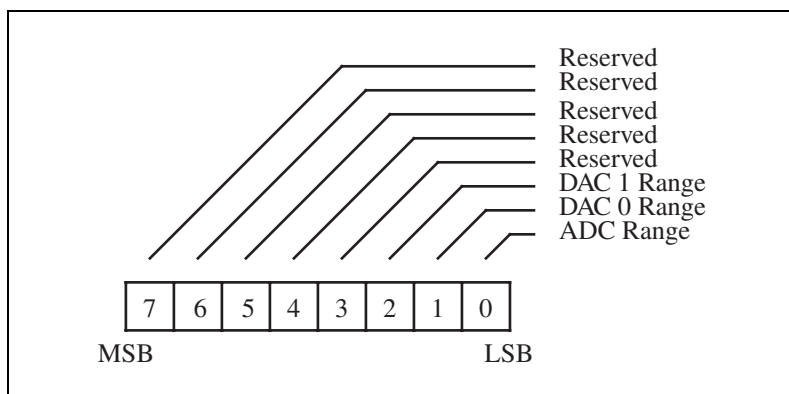 Reserved
Reserved
Reserved
Reserved
Reserved
DAC 1 Range
DAC 0 Range
ADC Range
7 6 5 4 3 2 1 0
MSB LSB